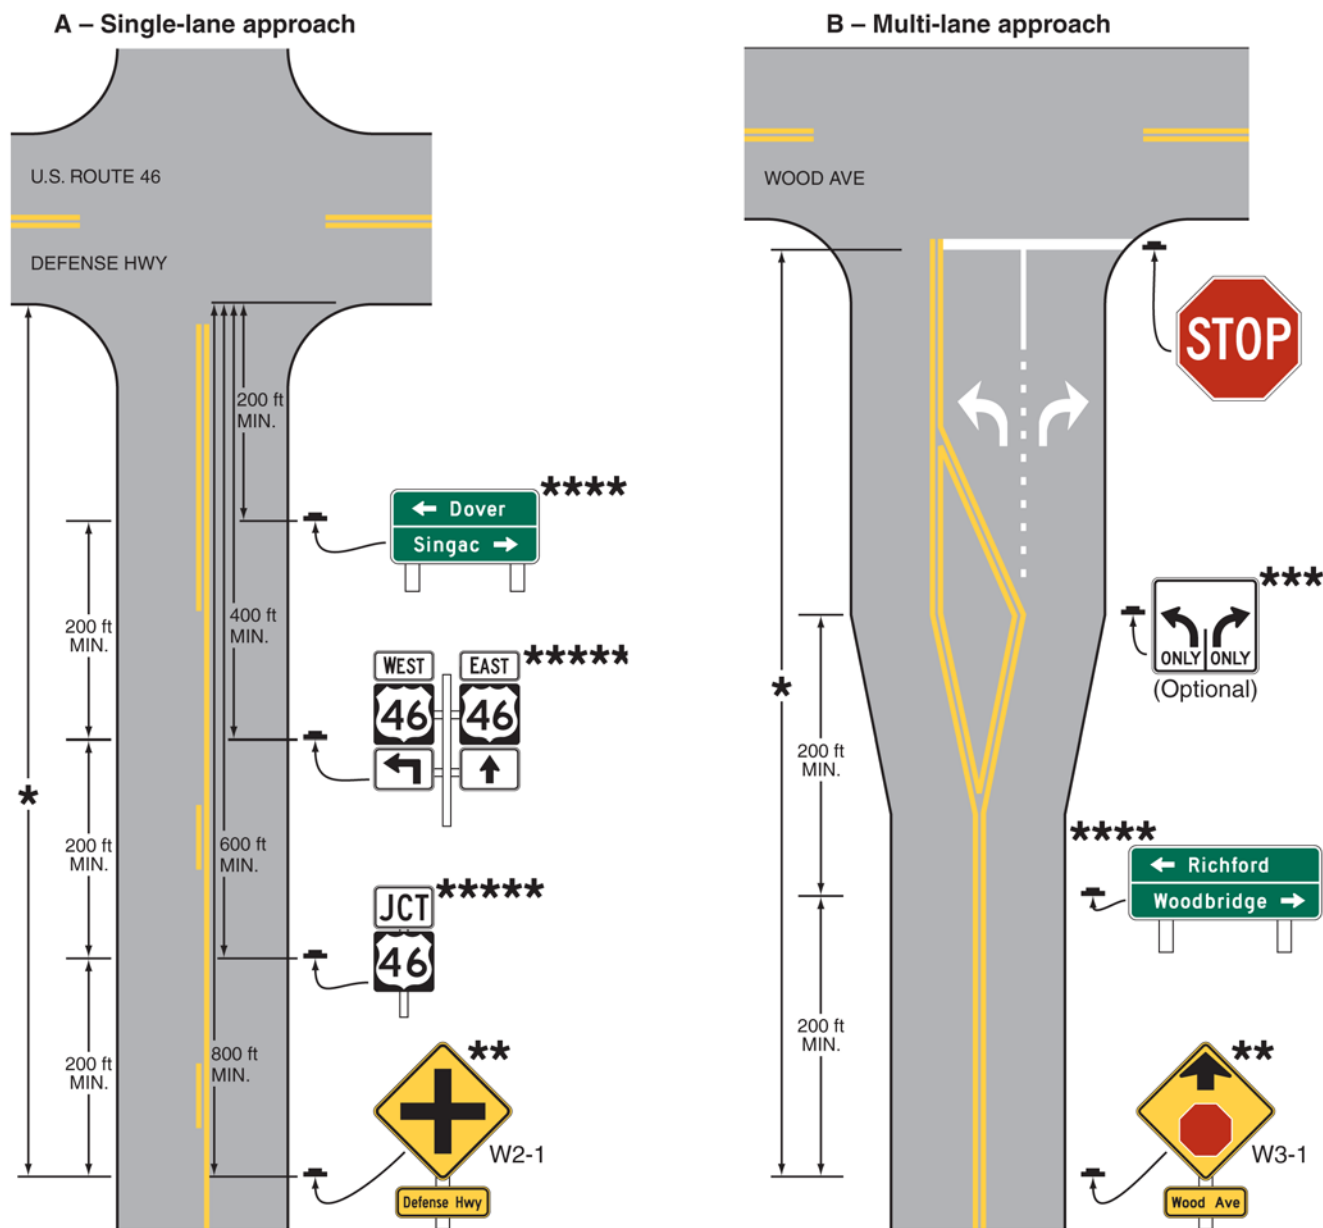 A – Single-lane approach
U.S. ROUTE 46
DEFENSE HWY
200 ft
MIN.
****
← Dover
Singac →
200 ft
MIN.
400 ft
MIN.
*****
WEST
EAST
46
46
*
200 ft
MIN.
600 ft
MIN.
*****
JCT
46
200 ft
MIN.
800 ft
MIN.
**
W2-1
Defense Hwy
B – Multi-lane approach
WOOD AVE
STOP
***
ONLY
ONLY
(Optional)
*
200 ft
MIN.
****
← Richford
Woodbridge →
200 ft
MIN.
**
W3-1
Wood Ave